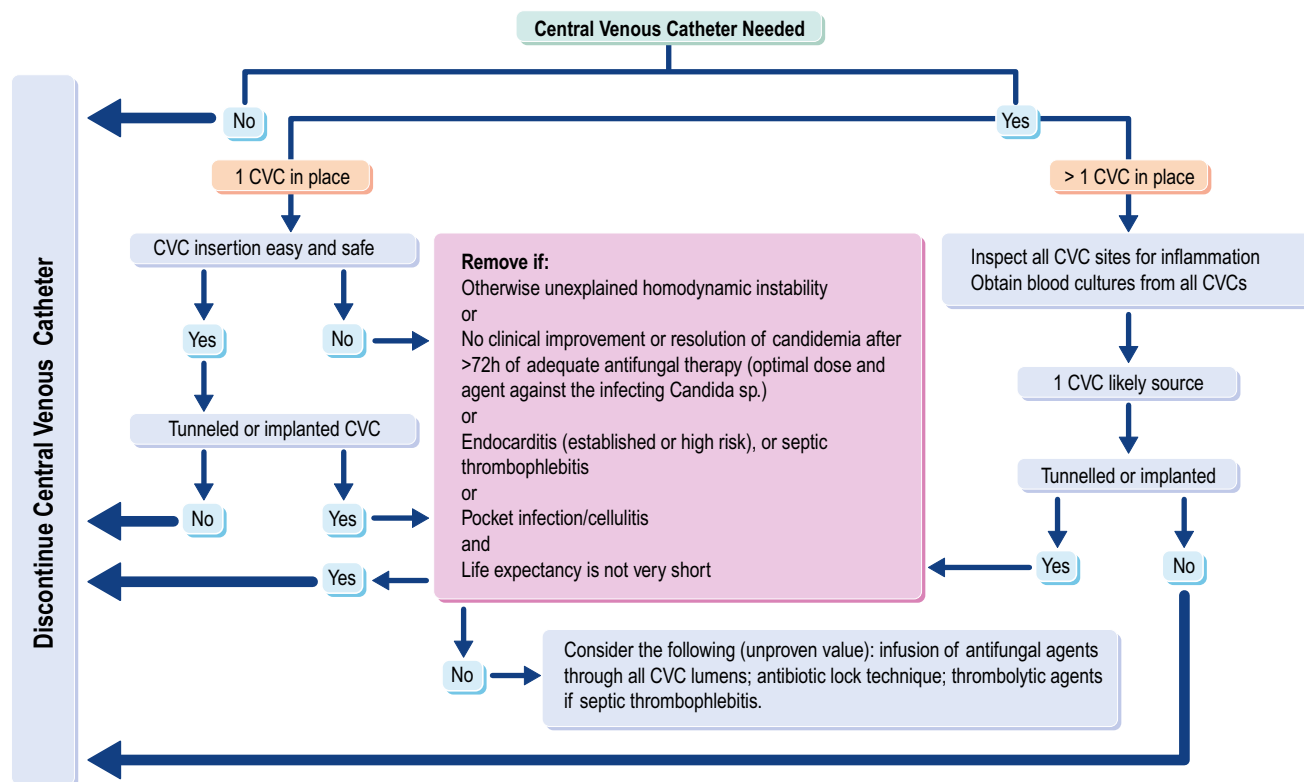 Central Venous Catheter Needed
No
Yes
1 CVC in place
> 1 CVC in place
CVC insertion easy and safe
Yes
No
Tunneled or implanted CVC
No
Yes
Yes
Remove if:
Otherwise unexplained homodynamic instability
or
No clinical improvement or resolution of candidemia after
>72h of adequate antifungal therapy (optimal dose and
agent against the infecting Candida sp.)
or
Endocarditis (established or high risk), or septic
thrombophlebitis
or
Pocket infection/cellulitis
and
Life expectancy is not very short
Inspect all CVC sites for inflammation
Obtain blood cultures from all CVCs
1 CVC likely source
Tunnelled or implanted
Yes
No
No
Consider the following (unproven value): infusion of antifungal agents
through all CVC lumens; antibiotic lock technique; thrombolytic agents
if septic thrombophlebitis.
Discontinue Central Venous Catheter